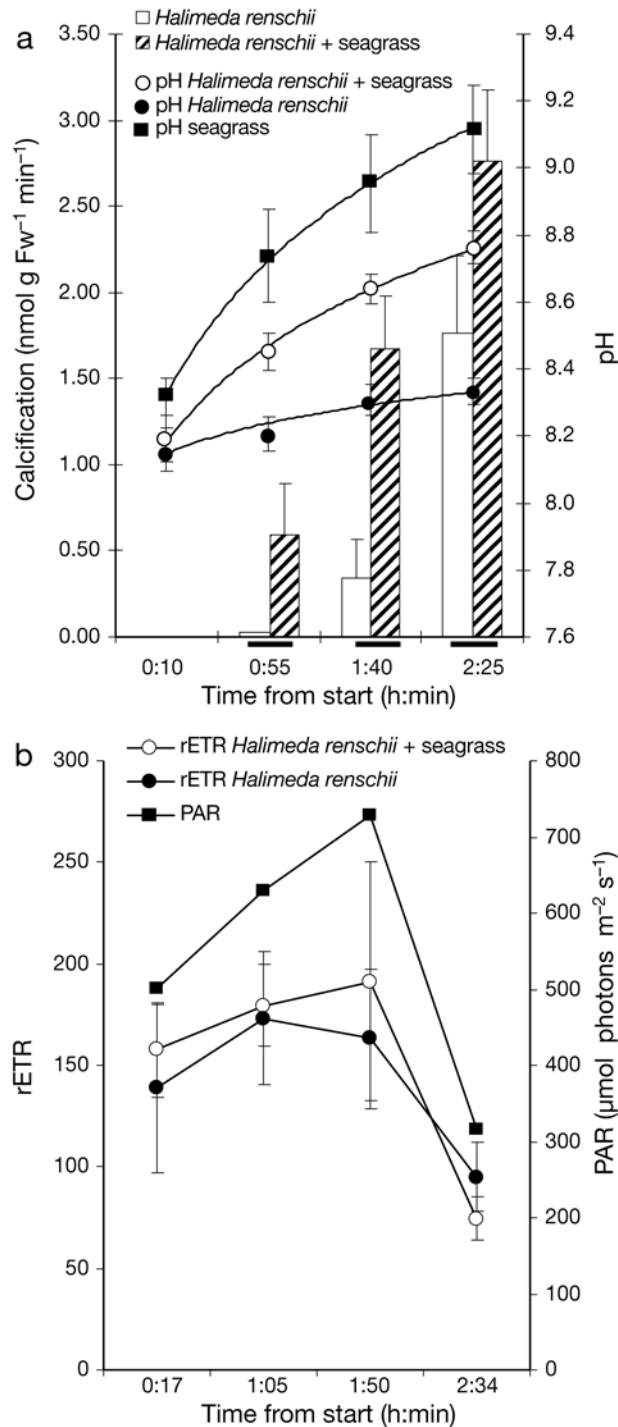 a
Halimeda renschii
Halimeda renschii + seagrass
pH Halimeda renschii + seagrass
pH Halimeda renschii
pH seagrass
Calcification (nmol g Fw⁻¹ min⁻¹)
3.50
3.00
2.50
2.00
1.50
1.00
0.50
0.00
pH
9.4
9.2
9.0
8.8
8.6
8.4
8.2
8.0
7.8
7.6
0:10 0:55 1:40 2:25
Time from start (h:min)
b
rETR Halimeda renschii + seagrass
rETR Halimeda renschii
PAR
rETR
300
250
200
150
100
50
0
PAR (µmol photons m⁻² s⁻¹)
800
700
600
500
400
300
200
100
0
0:17 1:05 1:50 2:34
Time from start (h:min)